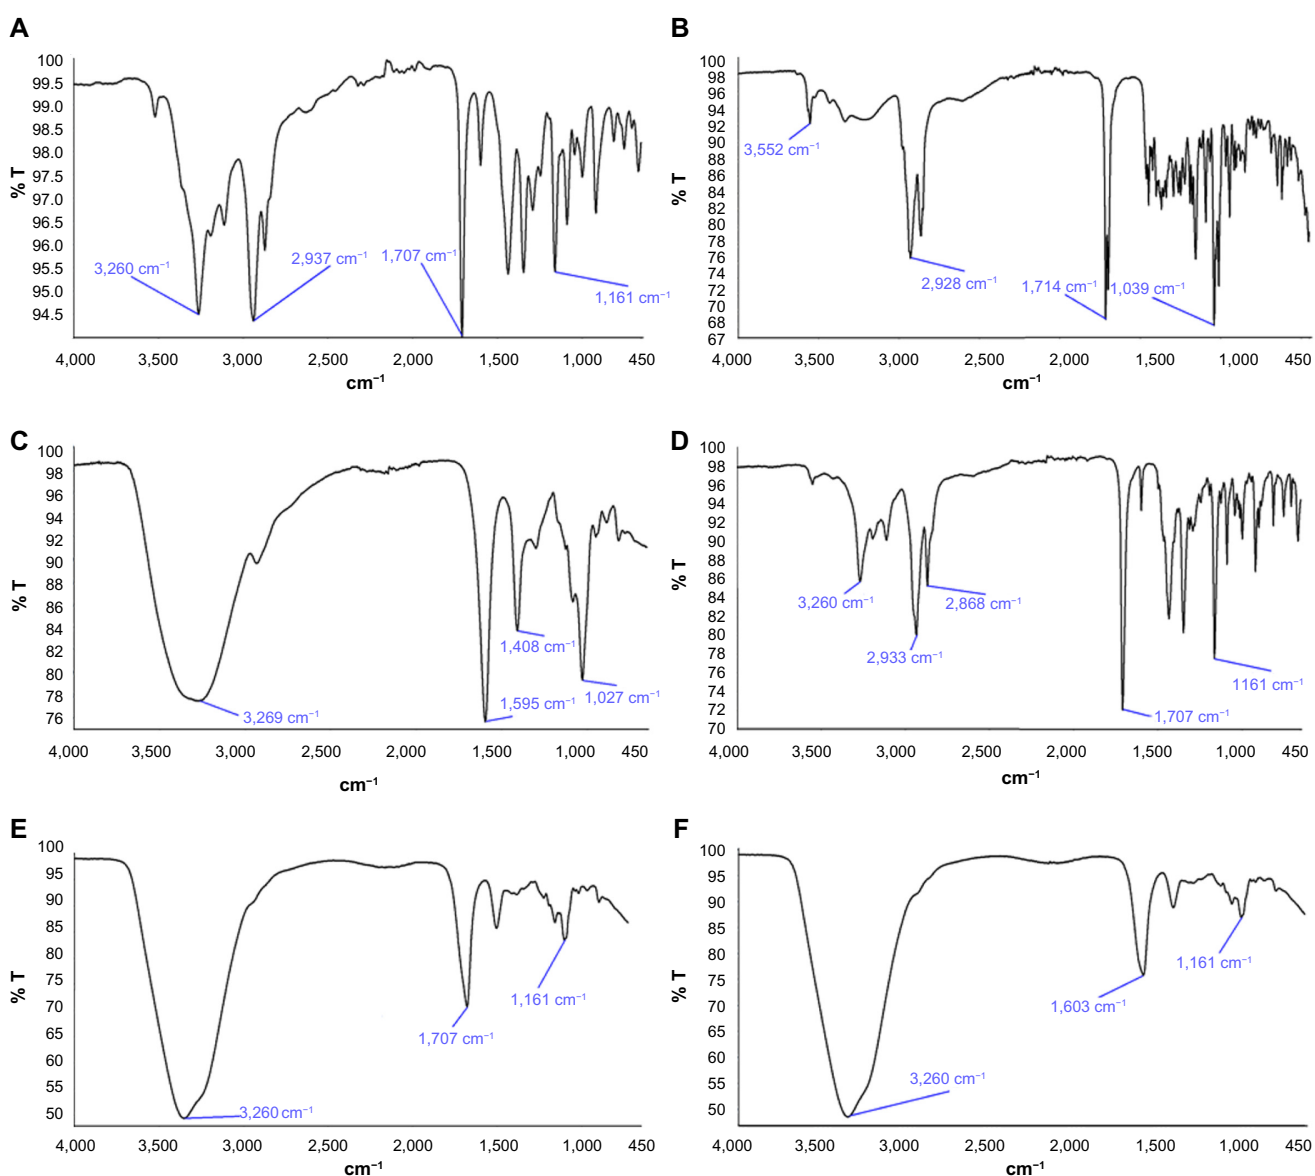 A
100
99.5
99.0
98.5
98.0
97.5
97.0
96.5
96.0
95.5
95.0
94.5
% T
3,260 cm⁻¹
2,937 cm⁻¹
1,707 cm⁻¹
1,161 cm⁻¹
4,000 3,500 3,000 2,500 2,000 1,500 1,000 450
cm⁻¹
B
100
98
96
94
92
90
88
86
84
82
80
78
76
74
72
70
68
67
% T
3,552 cm⁻¹
2,928 cm⁻¹
1,714 cm⁻¹
1,039 cm⁻¹
4,000 3,500 3,000 2,500 2,000 1,500 1,000 450
cm⁻¹
C
100
98
96
94
92
90
88
86
84
82
80
78
76
% T
3,269 cm⁻¹
1,408 cm⁻¹
1,595 cm⁻¹
1,027 cm⁻¹
4,000 3,500 3,000 2,500 2,000 1,500 1,000 450
cm⁻¹
D
100
98
96
94
92
90
88
86
84
82
80
78
76
74
72
70
% T
3,260 cm⁻¹
2,868 cm⁻¹
2,933 cm⁻¹
1161 cm⁻¹
1,707 cm⁻¹
4,000 3,500 3,000 2,500 2,000 1,500 1,000 450
cm⁻¹
E
100
95
90
85
80
75
70
65
60
55
50
% T
1,161 cm⁻¹
1,707 cm⁻¹
3,260 cm⁻¹
4,000 3,500 3,000 2,500 2,000 1,500 1,000 450
cm⁻¹
F
100
95
90
85
80
75
70
65
60
55
50
% T
1,161 cm⁻¹
1,603 cm⁻¹
3,260 cm⁻¹
4,000 3,500 3,000 2,500 2,000 1,500 1,000 450
cm⁻¹